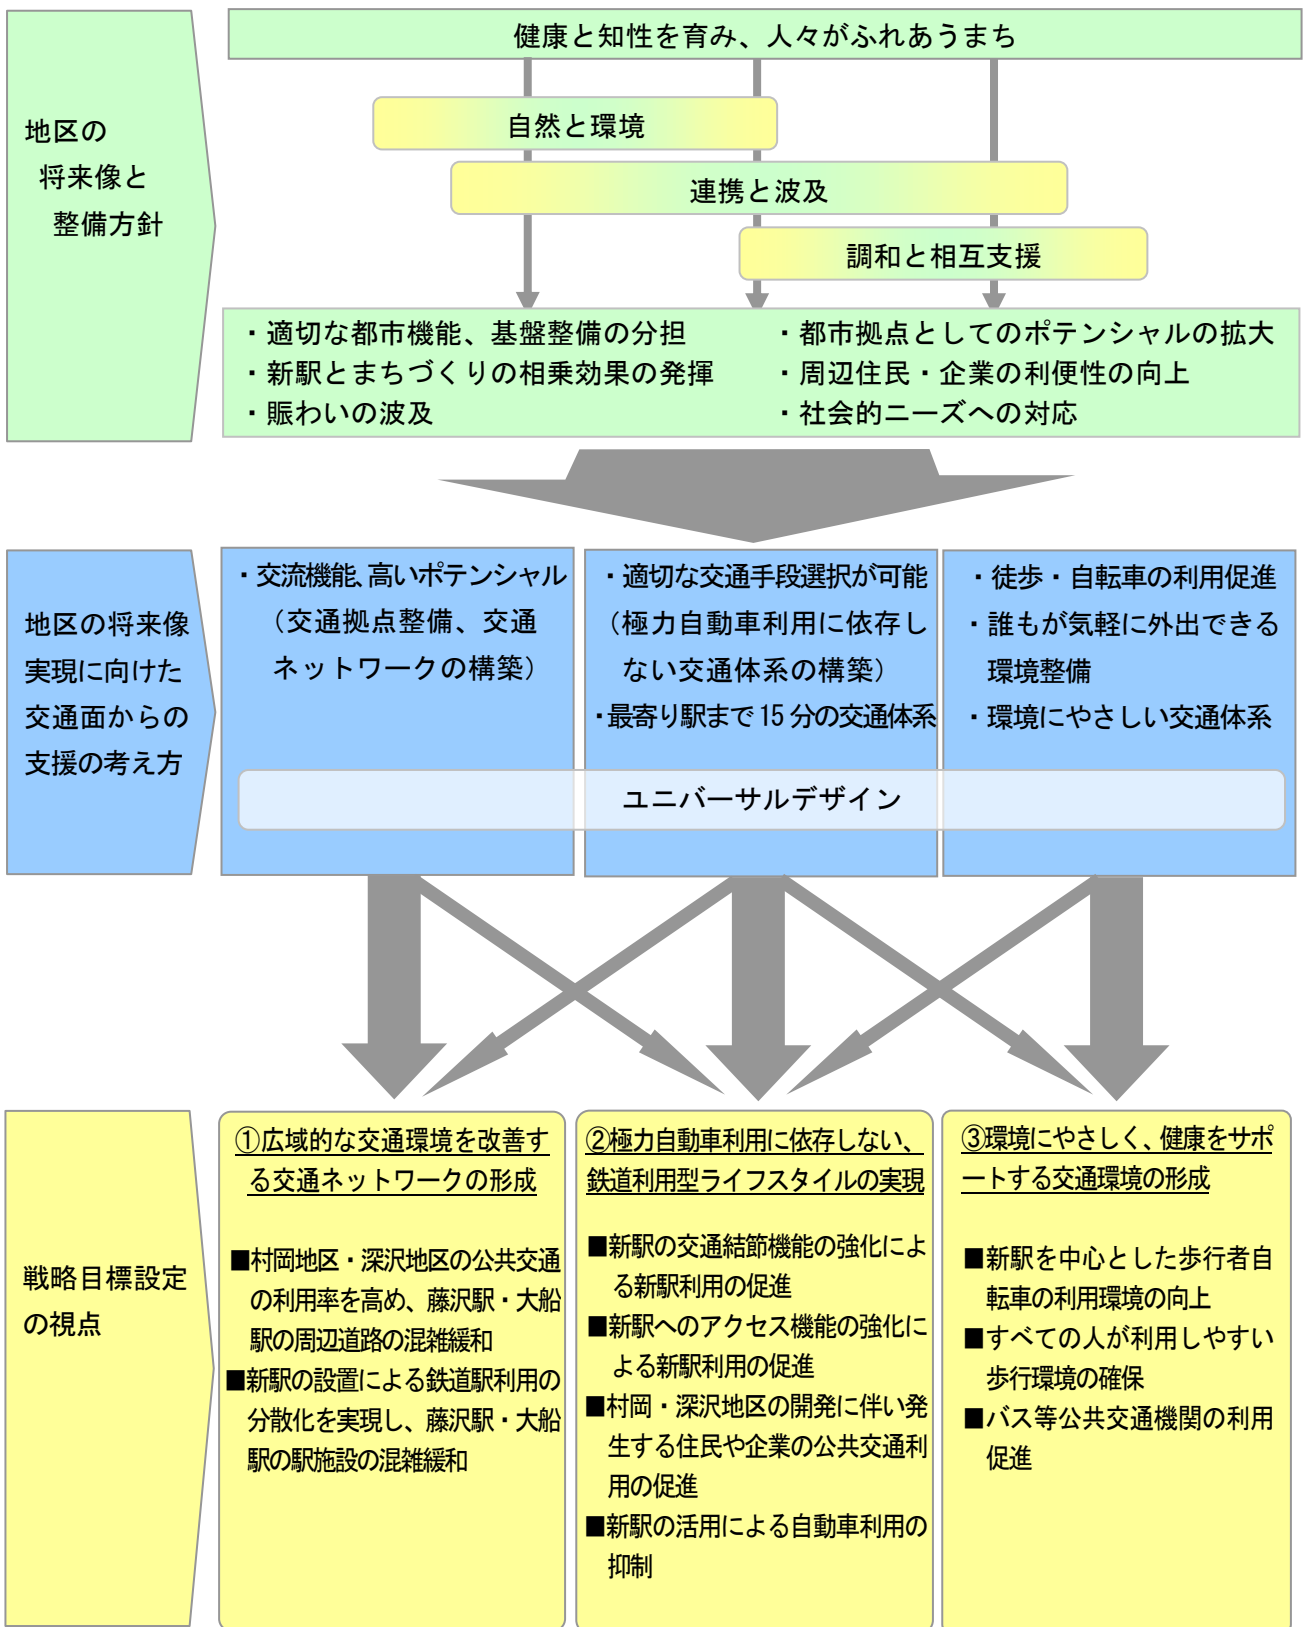 地区の
将来像と
整備方針
健康と知性を育み、人々がふれあうまち
自然と環境
連携と波及
調和と相互支援
・適切な都市機能、基盤整備の分担
・新駅とまちづくりの相乗効果の発揮
・賑わいの波及
・都市拠点としてのポテンシャルの拡大
・周辺住民・企業の利便性の向上
・社会的ニーズへの対応
地区の将来像
実現に向けた
交通面からの
支援の考え方
・交流機能、高いポテンシャル
（交通拠点整備、交通
ネットワークの構築）
・適切な交通手段選択が可能
（極力自動車利用に依存し
ない交通体系の構築）
・最寄り駅まで15分の交通体系
・徒歩・自転車の利用促進
・誰もが気軽に外出できる
環境整備
・環境にやさしい交通体系
ユニバーサルデザイン
戦略目標設定
の視点
①広域的な交通環境を改善す
る交通ネットワークの形成
■村岡地区・深沢地区の公共交通
の利用率を高め、藤沢駅・大船
駅の周辺道路の混雑緩和
■新駅の設置による鉄道駅利用の
分散化を実現し、藤沢駅・大船
駅の駅施設の混雑緩和
②極力自動車利用に依存しない、
鉄道利用型ライフスタイルの実現
■新駅の交通結節機能の強化によ
る新駅利用の促進
■新駅へのアクセス機能の強化に
よる新駅利用の促進
■村岡・深沢地区の開発に伴い発
生する住民や企業の公共交通利
用の促進
■新駅の活用による自動車利用の
抑制
③環境にやさしく、健康をサポ
ートする交通環境の形成
■新駅を中心とした歩行者自
転車の利用環境の向上
■すべての人が利用しやすい
歩行環境の確保
■バス等公共交通機関の利用
促進